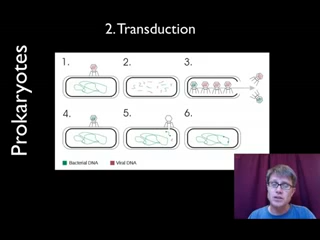 2. Transduction
Prokaryotes
1.
2.
3.
4.
5.
6.
Bacterial DNA
Viral DNA